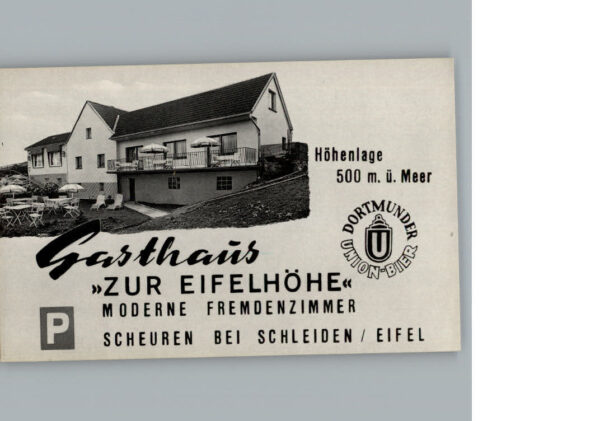 Höhenlage
500 m. ü. Meer
DORTMUNDER
U
UNION-BIER
Gasthaus
»ZUR EIFELHÖHE«
MODERNE FREMDENZIMMER
P
SCHEUREN BEI SCHLEIDEN / EIFEL